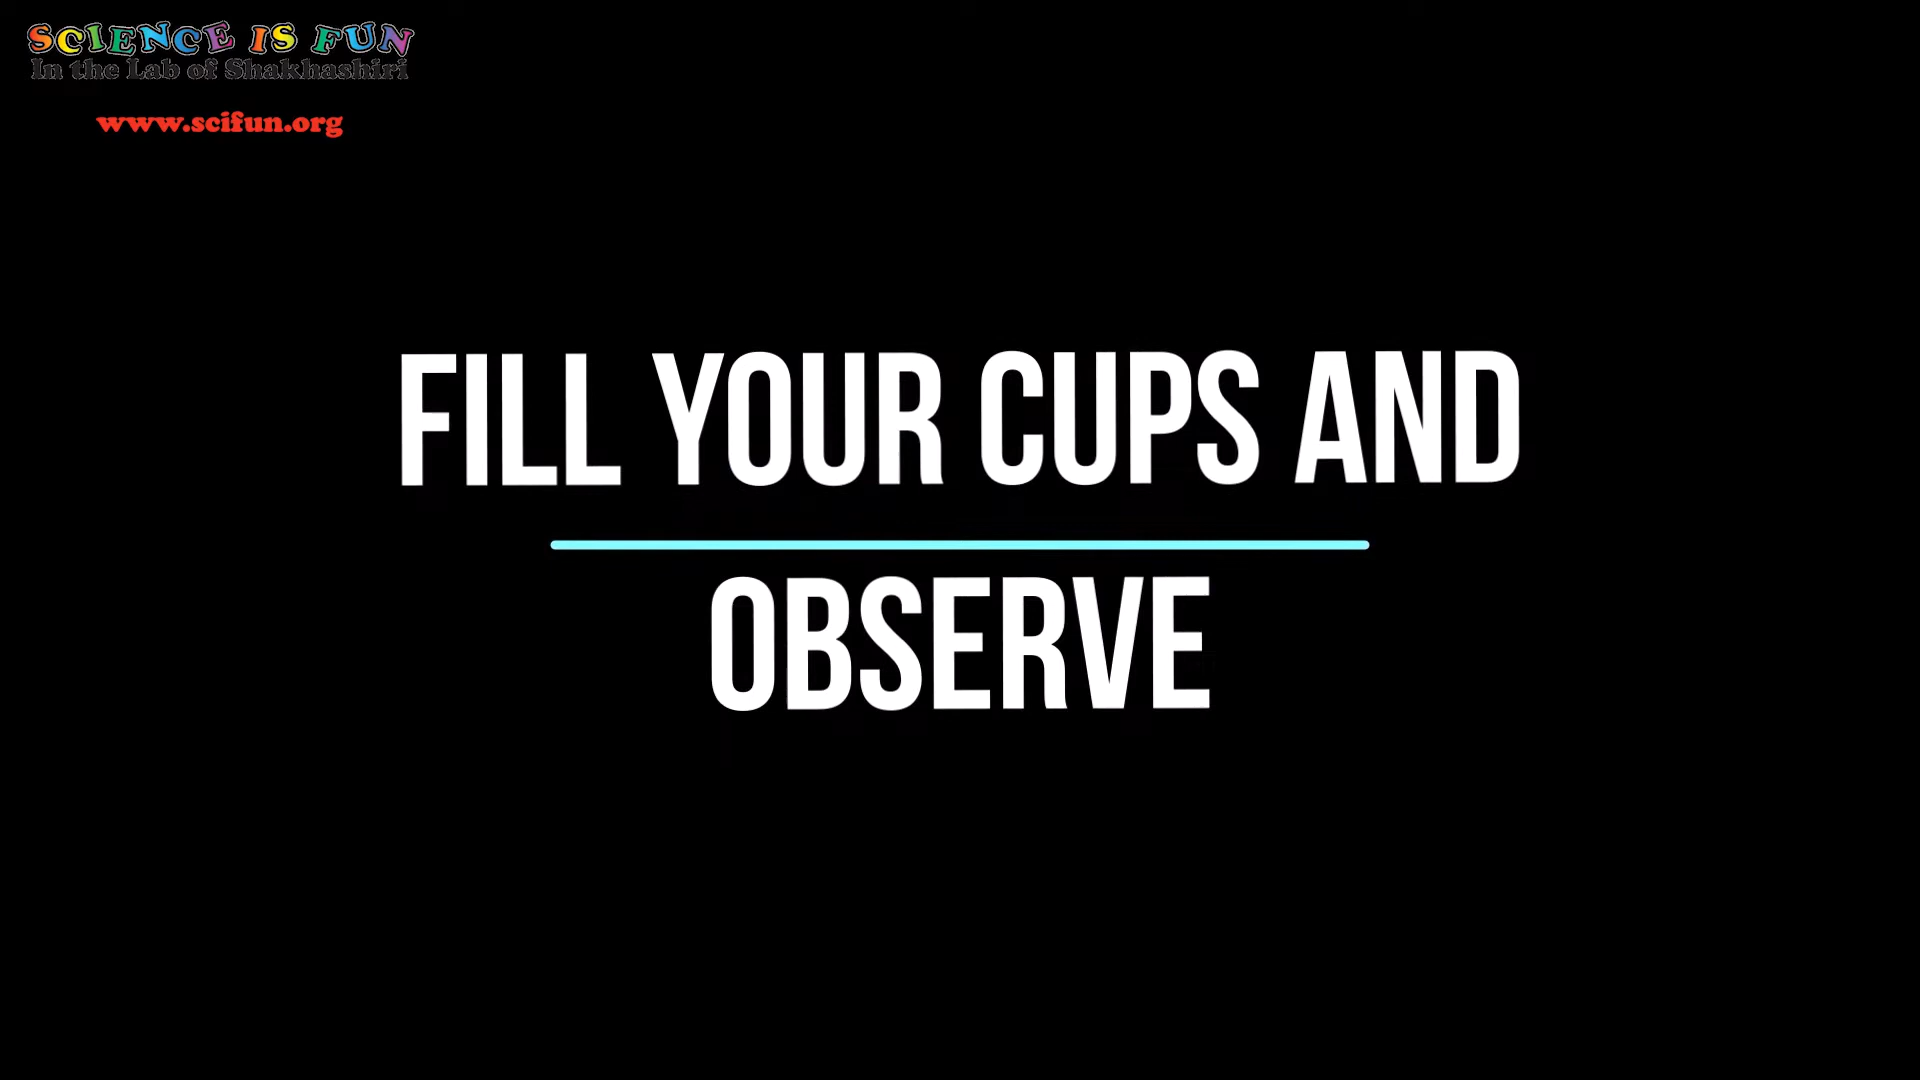 SCIENCE IS FUN
In the Lab of Shakhashiri
www.scifun.org
FILL YOUR CUPS AND
OBSERVE